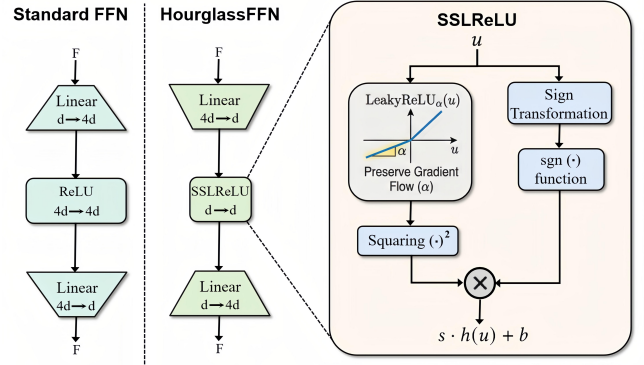 Standard FFN
F
Linear
d→4d
ReLU
4d→4d
Linear
4d→d
F
HourglassFFN
F
Linear
4d→d
SSLReLU
d→d
Linear
d→4d
F
SSLReLU
u
LeakyReLUα(u)
α
u
Preserve Gradient
Flow (α)
Squaring (·)²
Sign
Transformation
sgn (·)
function
×
s · h(u) + b